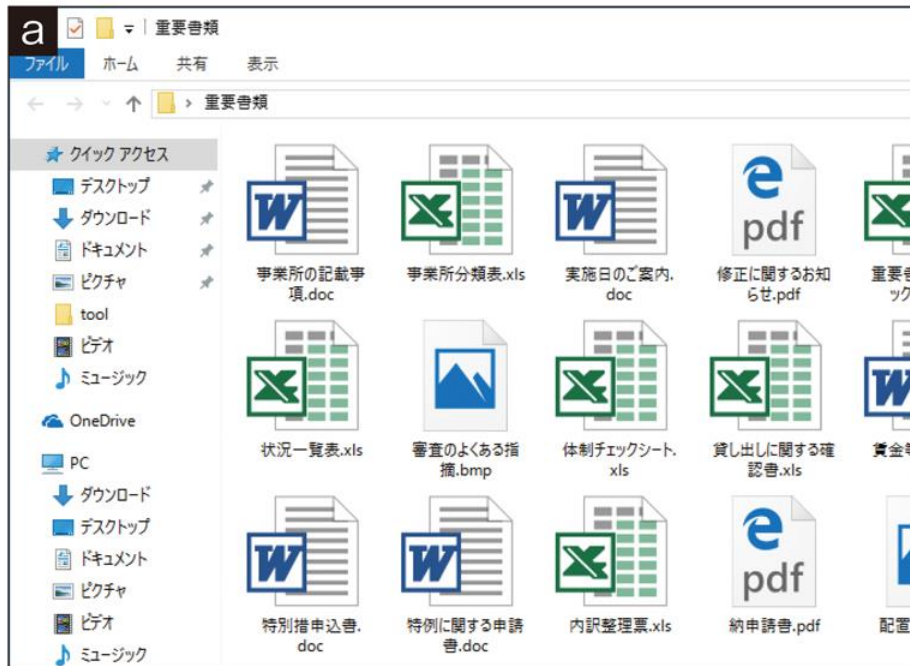 a
重要書類
ファイル ホーム 共有 表示
重要書類
クイック アクセス
デスクトップ
ダウンロード
ドキュメント
ピクチャ
tool
ビデオ
ミュージック
OneDrive
PC
ダウンロード
デスクトップ
ドキュメント
ピクチャ
ビデオ
ミュージック
事業所の記載事
項.doc
事業所分類表.xls
実施日のご案内.
doc
pdf
修正に関するお知
らせ.pdf
重要書
ック
状況一覧表.xls
審査のよくある指
摘.bmp
体制チェックシート.
xls
貸し出しに関する確
認書.xls
賃金
特別措申込書.
doc
特例に関する申請
書.doc
内訳整理票.xls
pdf
納申請書.pdf
配置